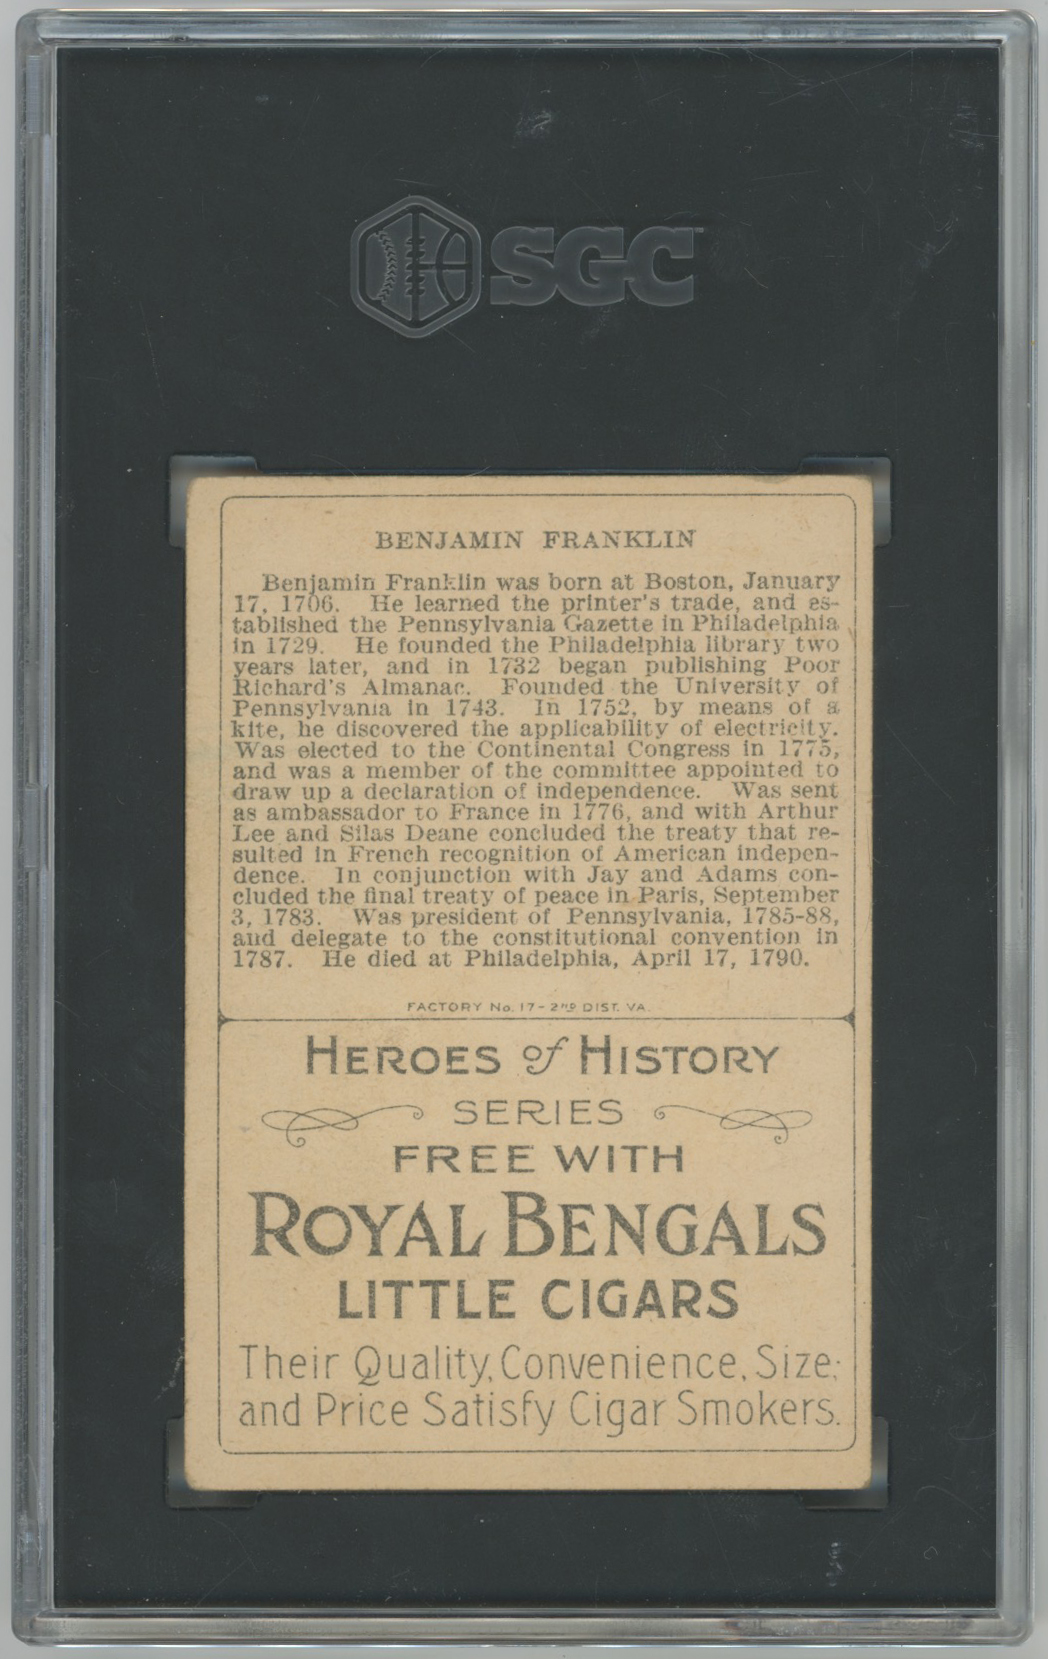 SGC
BENJAMIN FRANKLIN
Benjamin Franklin was born at Boston, January
17, 1706. He learned the printer's trade, and es-
tablished the Pennsylvania Gazette in Philadelphia
in 1729. He founded the Philadelphia library two
years later, and in 1732 began publishing Poor
Richard's Almanac. Founded the University of
Pennsylvania in 1743. In 1752, by means of a
kite, he discovered the applicability of electricity.
Was elected to the Continental Congress in 1775,
and was a member of the committee appointed to
draw up a declaration of independence. Was sent
as ambassador to France in 1776, and with Arthur
Lee and Silas Deane concluded the treaty that re-
sulted in French recognition of American indepen-
dence. In conjunction with Jay and Adams con-
cluded the final treaty of peace in Paris, September
3, 1783. Was president of Pennsylvania, 1785-88,
and delegate to the constitutional convention in
1787. He died at Philadelphia, April 17, 1790.
FACTORY No. 17-2ND DIST. VA.
HEROES of HISTORY
SERIES
FREE WITH
ROYAL BENGALS
LITTLE CIGARS
Their Quality, Convenience, Size,
and Price Satisfy Cigar Smokers.